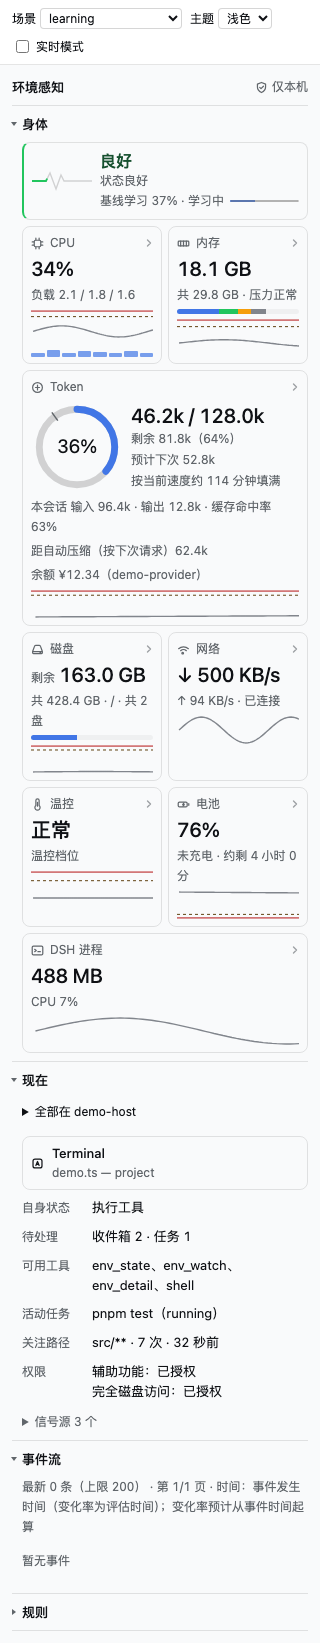 场景 learning 主题 浅色
实时模式
环境感知 仅本机
身体
良好
状态良好
基线学习 37% · 学习中
CPU
34%
负载 2.1 / 1.8 / 1.6
内存
18.1 GB
共 29.8 GB · 压力正常
Token
36%
46.2k / 128.0k
剩余 81.8k（64%）
预计下次 52.8k
按当前速度约 114 分钟填满
本会话 输入 96.4k · 输出 12.8k · 缓存命中率
63%
距自动压缩（按下次请求）62.4k
余额 ¥12.34（demo-provider）
磁盘
剩余 163.0 GB
共 428.4 GB · / · 共 2
盘
网络
↓ 500 KB/s
↑ 94 KB/s · 已连接
温控
正常
温控档位
电池
76%
未充电 · 约剩 4 小时 0
分
DSH 进程
488 MB
CPU 7%
现在
全部在 demo-host
Terminal
demo.ts — project
自身状态 执行工具
待处理 收件箱 2 · 任务 1
可用工具 env_state、env_watch、
env_detail、shell
活动任务 pnpm test（running）
关注路径 src/** · 7 次 · 32 秒前
权限 辅助功能：已授权
完全磁盘访问：已授权
信号源 3 个
事件流
最新 0 条（上限 200） · 第 1/1 页 · 时间：事件发生
时间（变化率为评估时间）；变化率预计从事件时间起
算
暂无事件
规则